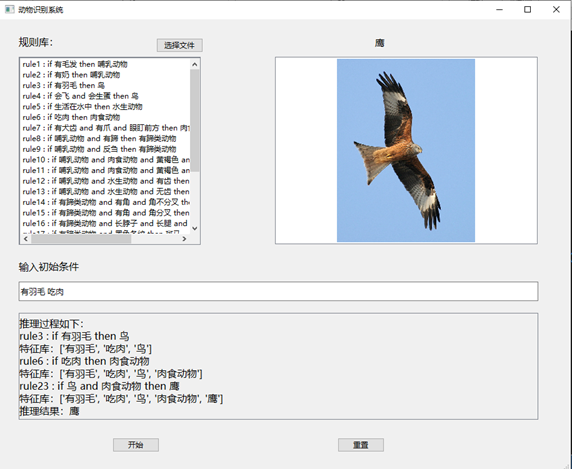 动物识别系统
规则库:
选择文件
鹰
rule1 : if 有毛发 then 哺乳动物
rule2 : if 有奶 then 哺乳动物
rule3 : if 有羽毛 then 鸟
rule4 : if 会飞 and 会生蛋 then 鸟
rule5 : if 生活在水中 then 水生动物
rule6 : if 吃肉 then 肉食动物
rule7 : if 有犬齿 and 有爪 and 眼盯前方 then 肉
rule8 : if 哺乳动物 and 有蹄 then 有蹄类动物
rule9 : if 哺乳动物 and 反刍 then 有蹄类动物
rule10 : if 哺乳动物 and 肉食动物 and 黄褐色 an
rule11 : if 哺乳动物 and 肉食动物 and 黄褐色 an
rule12 : if 哺乳动物 and 水生动物 and 有齿 then
rule13 : if 哺乳动物 and 水生动物 and 无齿 then
rule14 : if 有蹄类动物 and 有角 and 角不分叉 the
rule15 : if 有蹄类动物 and 有角 and 角分叉 then
rule16 : if 有蹄类动物 and 长脖子 and 长腿 and
rule17 : if 有蹄类动物 and 黑色条纹 then 斑马
输入初始条件
有羽毛 吃肉
推理过程如下:
rule3 : if 有羽毛 then 鸟
特征库: ['有羽毛', '吃肉', '鸟']
rule6 : if 吃肉 then 肉食动物
特征库: ['有羽毛', '吃肉', '鸟', '肉食动物']
rule23 : if 鸟 and 肉食动物 then 鹰
特征库: ['有羽毛', '吃肉', '鸟', '肉食动物', '鹰']
推理结果: 鹰
开始
重置